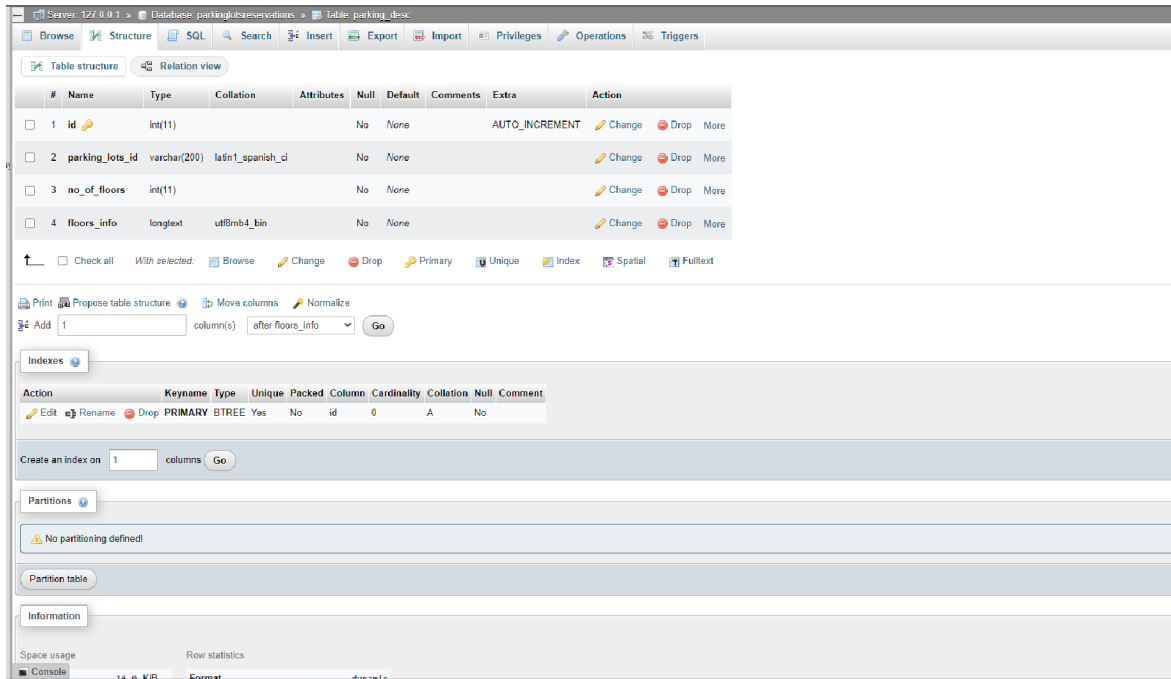 Server: 127.0.0.1 » Database: parkinglotsreservations » Table: parking_desc
Browse Structure SQL Search Insert Export Import Privileges Operations Triggers
Table structure Relation view
# Name Type Collation Attributes Null Default Comments Extra Action
1 id int(11) No None AUTO_INCREMENT Change Drop More
2 parking_lots_id varchar(200) latin1_spanish_ci No None Change Drop More
3 no_of_floors int(11) No None Change Drop More
4 floors_info longtext utf8mb4_bin No None Change Drop More
Check all With selected: Browse Change Drop Primary Unique Index Spatial Fulltext
Print Propose table structure Move columns Normalize
Add 1 column(s) after floors_info Go
Indexes
Action Keyname Type Unique Packed Column Cardinality Collation Null Comment
Edit Rename Drop PRIMARY BTREE Yes No id 0 A No
Create an index on 1 columns Go
Partitions
No partitioning defined!
Partition table
Information
Space usage Row statistics
Console
16.0 KiB Format dynamic